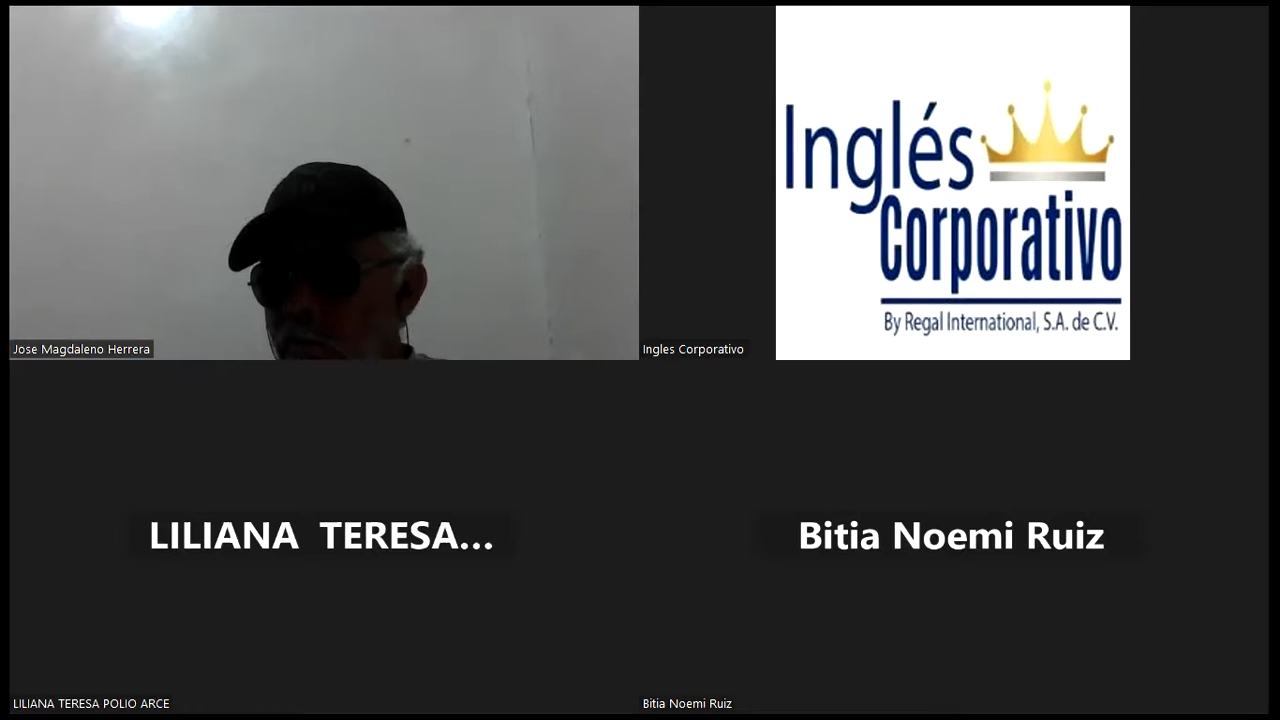 Inglés
Corporativo
By Regal International, S.A. de C.V.
Jose Magdaleno Herrera
Ingles Corporativo
LILIANA TERESA...
Bitia Noemi Ruiz
LILIANA TERESA POLIO ARCE
Bitia Noemi Ruiz